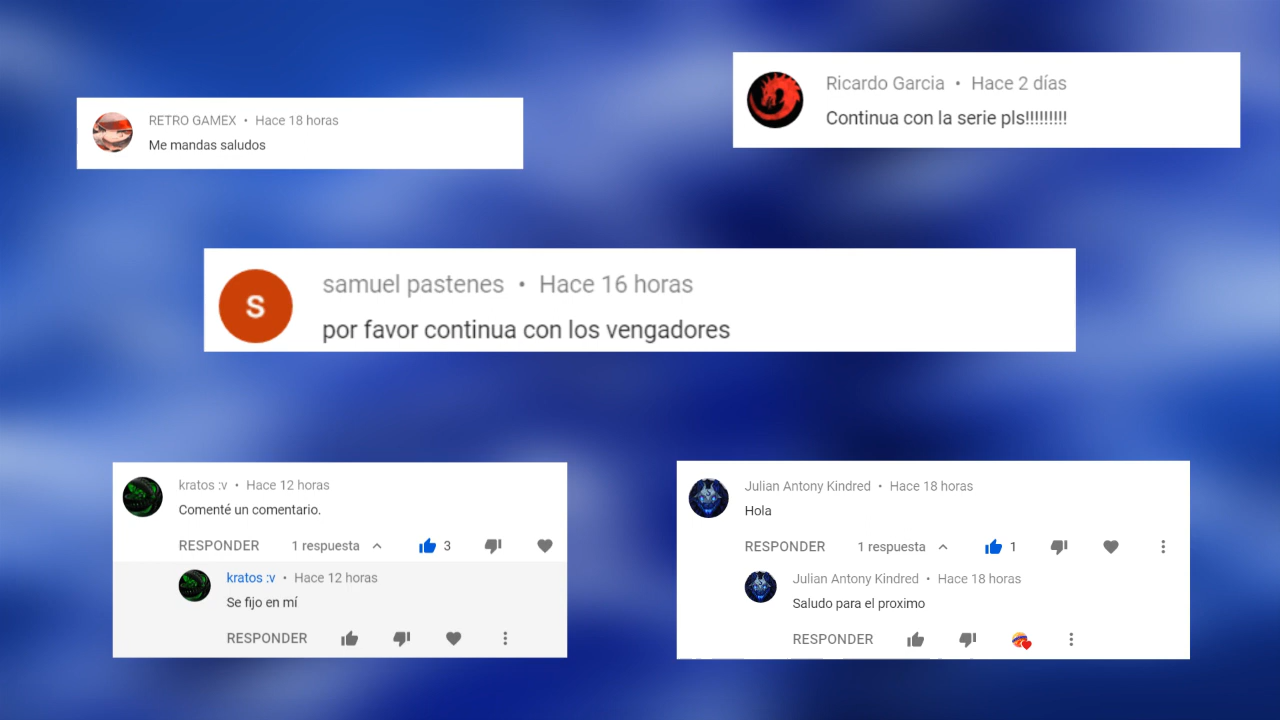 RETRO GAMEX • Hace 18 horas
Me mandas saludos
Ricardo Garcia • Hace 2 días
Continua con la serie pls!!!!!!!!!
S
samuel pastenes • Hace 16 horas
por favor continua con los vengadores
kratos :v • Hace 12 horas
Comenté un comentario.
RESPONDER 1 respuesta 3
kratos :v • Hace 12 horas
Se fijo en mí
RESPONDER
Julian Antony Kindred • Hace 18 horas
Hola
RESPONDER 1 respuesta 1
Julian Antony Kindred • Hace 18 horas
Saludo para el proximo
RESPONDER